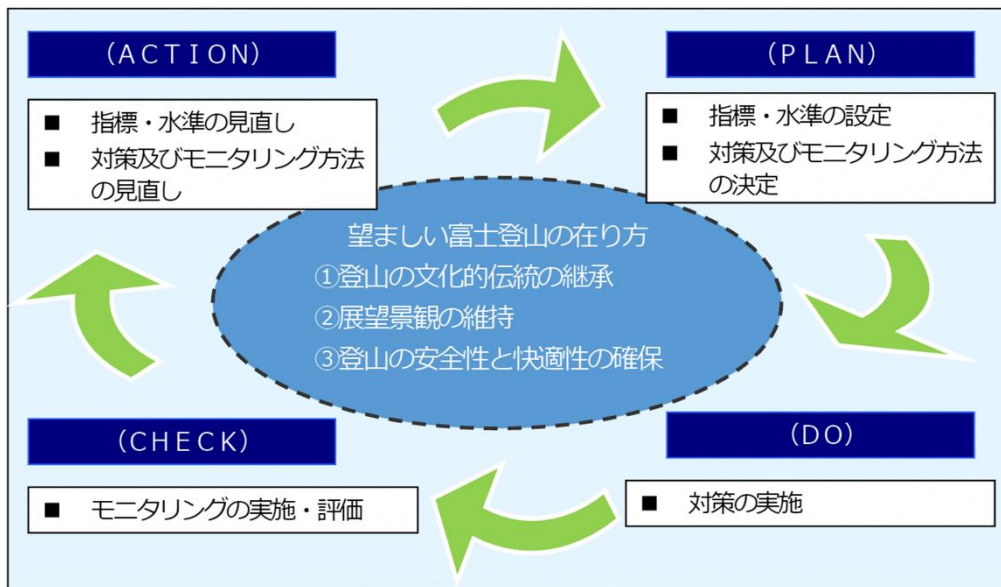 (ACTION)
■ 指標・水準の見直し
■ 対策及びモニタリング方法
の見直し
(PLAN)
■ 指標・水準の設定
■ 対策及びモニタリング方法
の決定
望ましい富士登山の在り方
①登山の文化的伝統の継承
②展望景観の維持
③登山の安全性と快適性の確保
(CHECK)
■ モニタリングの実施・評価
(DO)
■ 対策の実施